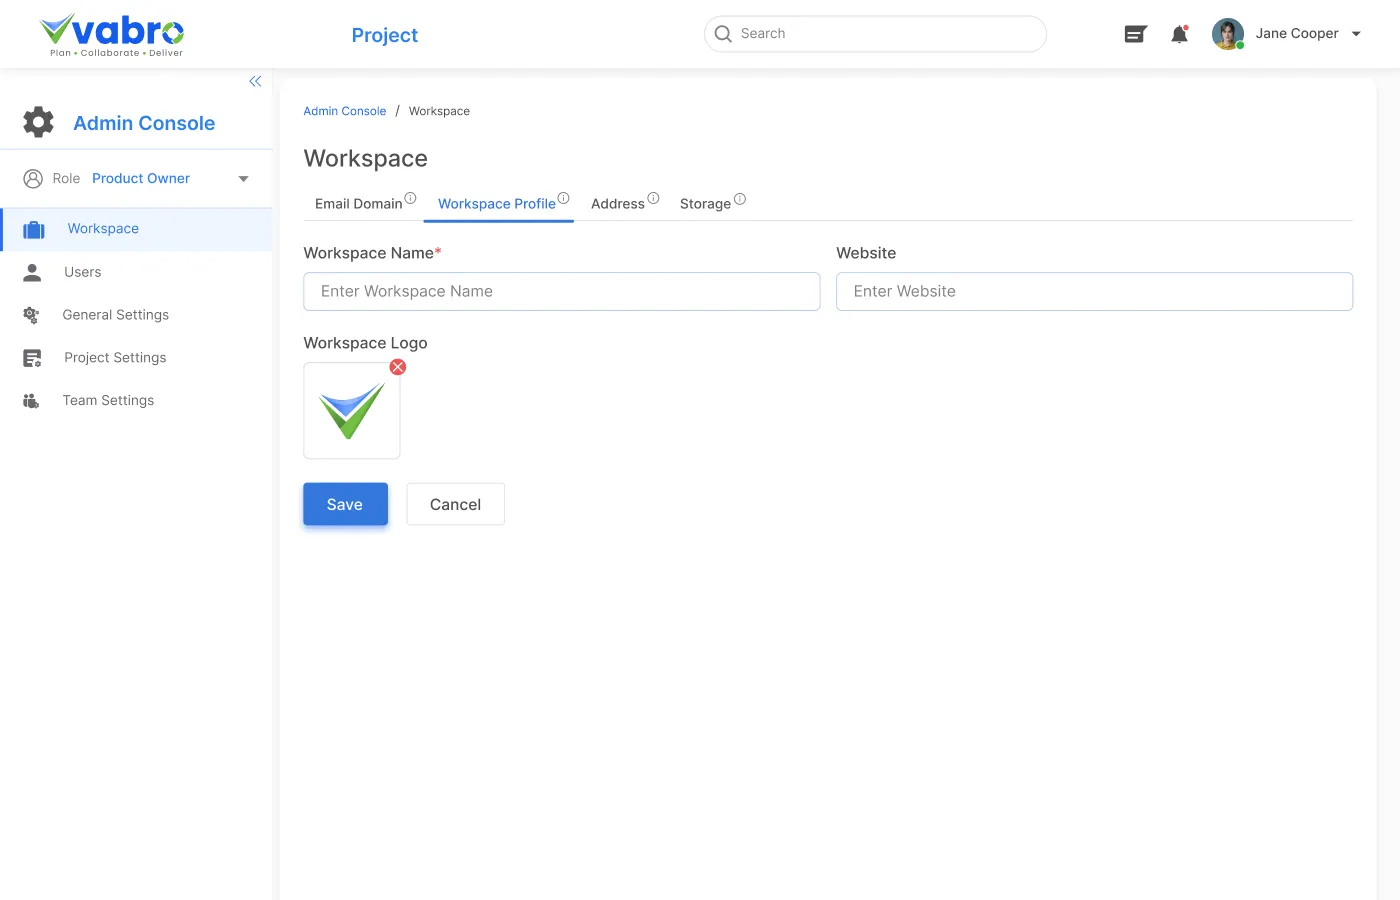 vabro
Plan • Collaborate • Deliver
Project
Search
Jane Cooper
Admin Console
Role Product Owner
Workspace
Users
General Settings
Project Settings
Team Settings
Admin Console / Workspace
Workspace
Email Domain Workspace Profile Address Storage
Workspace Name* Website
Enter Workspace Name Enter Website
Workspace Logo
Save Cancel